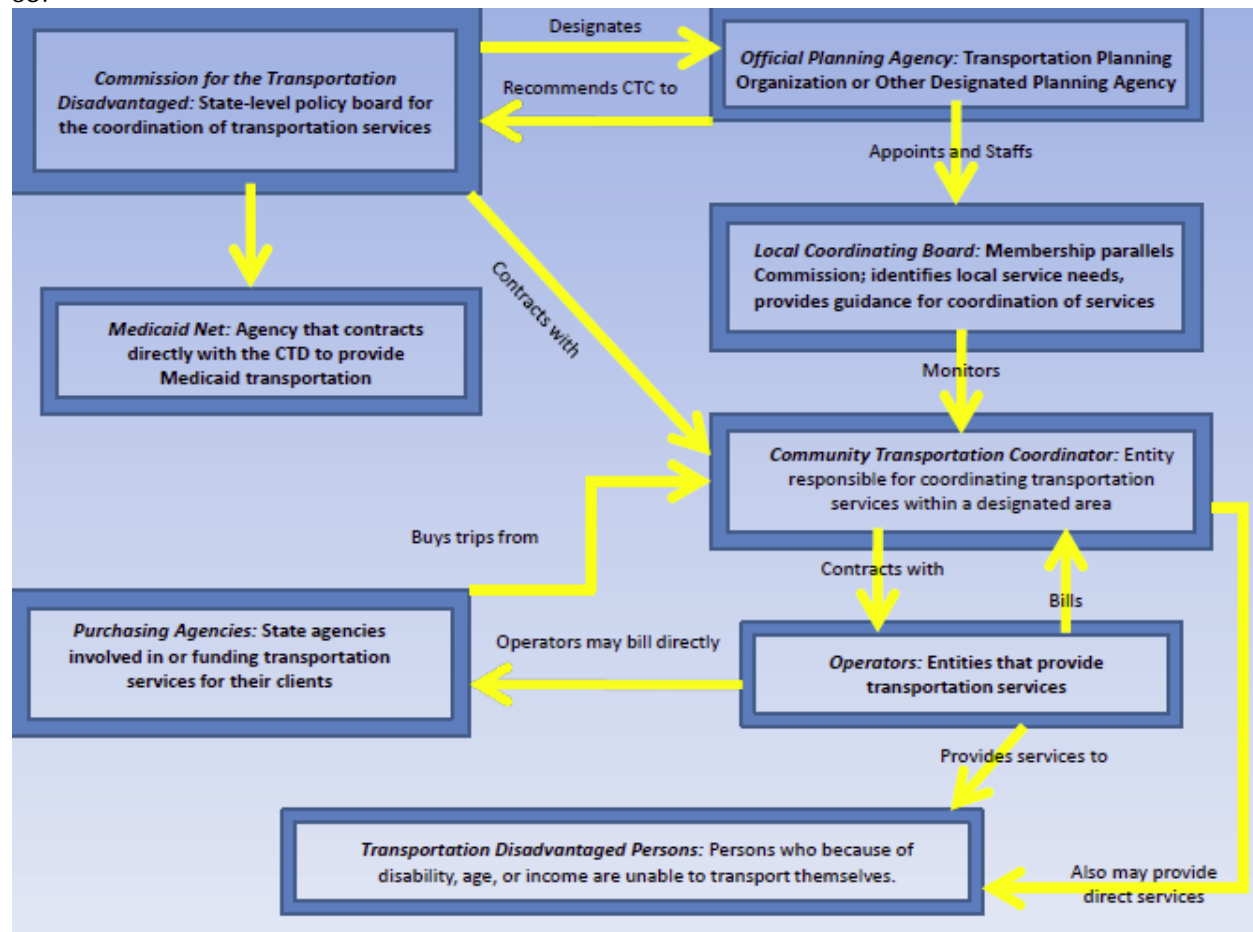 Designates
Commission for the Transportation
Disadvantaged: State-level policy board for
the coordination of transportation services
Official Planning Agency: Transportation Planning
Organization or Other Designated Planning Agency
Recommends CTC to
Appoints and Staffs
Local Coordinating Board: Membership parallels
Commission; identifies local service needs,
provides guidance for coordination of services
Contracts with
Medicaid Net: Agency that contracts
directly with the CTD to provide
Medicaid transportation
Monitors
Community Transportation Coordinator: Entity
responsible for coordinating transportation
services within a designated area
Buys trips from
Contracts with
Bills
Purchasing Agencies: State agencies
involved in or funding transportation
services for their clients
Operators may bill directly
Operators: Entities that provide
transportation services
Provides services to
Transportation Disadvantaged Persons: Persons who because of
disability, age, or income are unable to transport themselves.
Also may provide
direct services